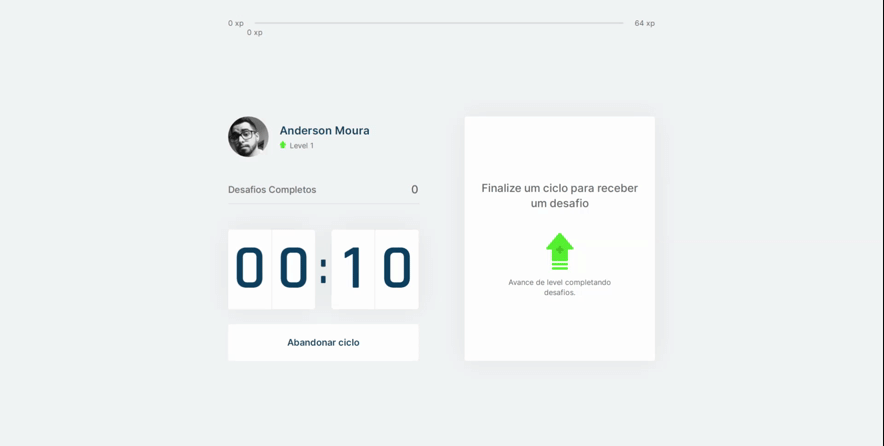 0 xp
64 xp
0 xp
Anderson Moura
Level 1
Desafios Completos 0
00:10
Abandonar ciclo
Finalize um ciclo para receber
um desafio
Avance de level completando
desafios.